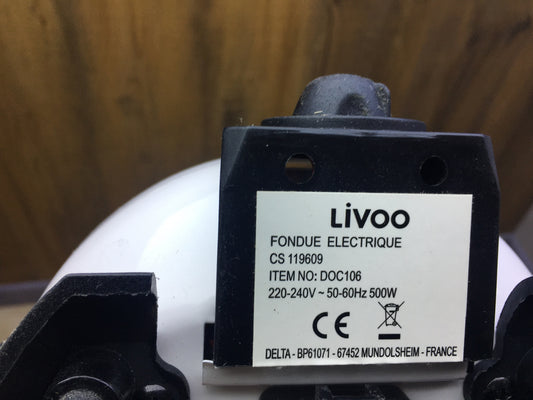 LiVOO
FONDUE ELECTRIQUE
CS 119609
ITEM NO: DOC106
220-240V ~ 50-60Hz 500W
CE
DELTA - BP61071 - 67452 MUNDOLSHEIM - FRANCE